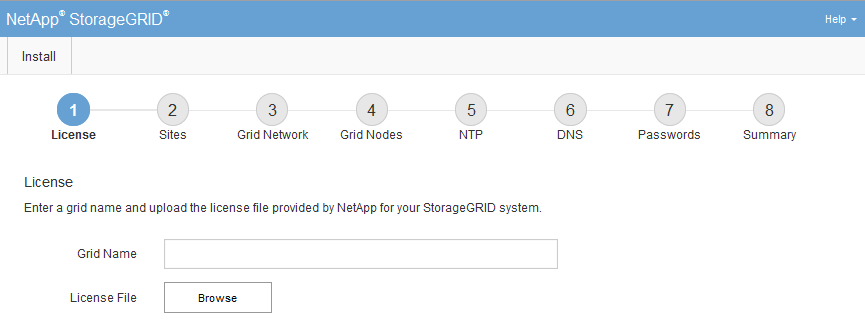 NetApp® StorageGRID®
Help
Install
1 2 3 4 5 6 7 8
License Sites Grid Network Grid Nodes NTP DNS Passwords Summary
License
Enter a grid name and upload the license file provided by NetApp for your StorageGRID system.
Grid Name
License File Browse